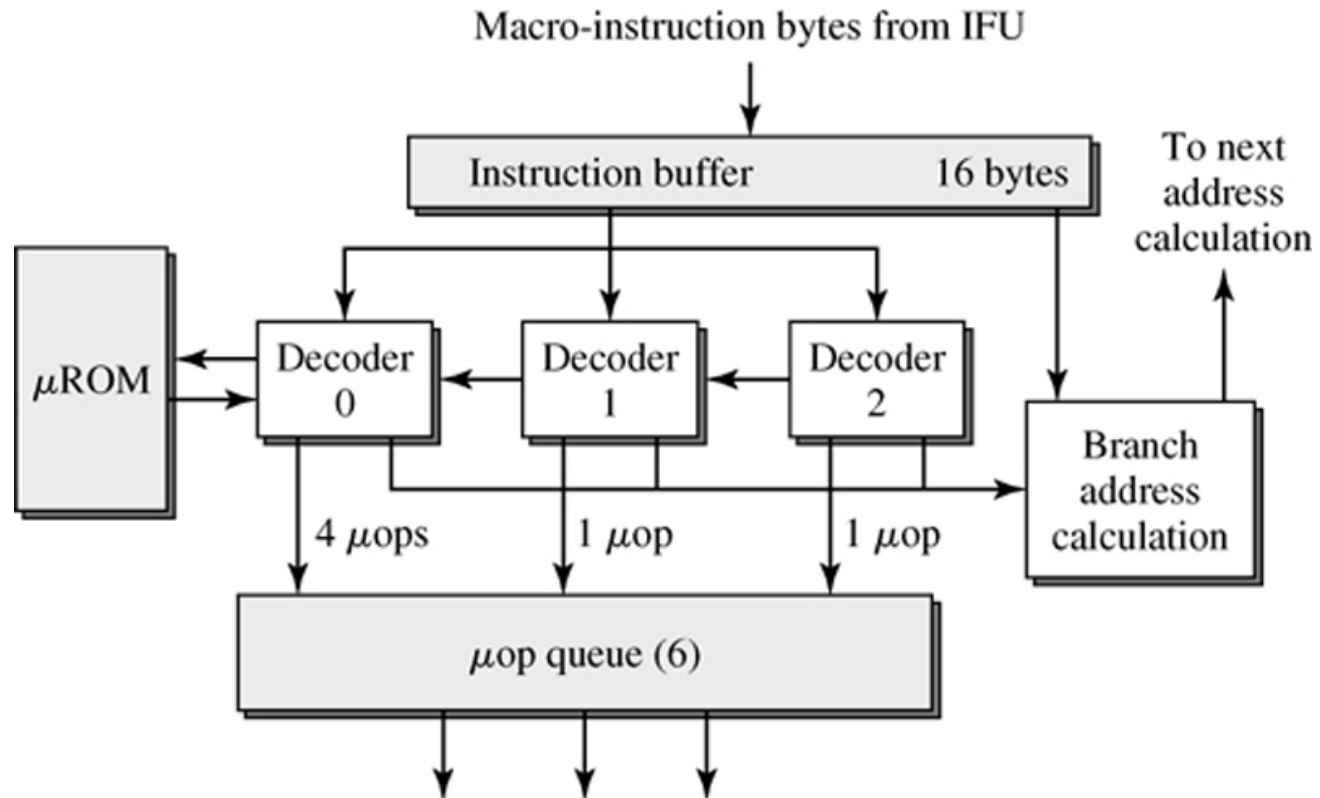 Macro-instruction bytes from IFU
Instruction buffer 16 bytes
To next
address
calculation
μROM
Decoder
0
Decoder
1
Decoder
2
Branch
address
calculation
4 μops
1 μop
1 μop
μop queue (6)